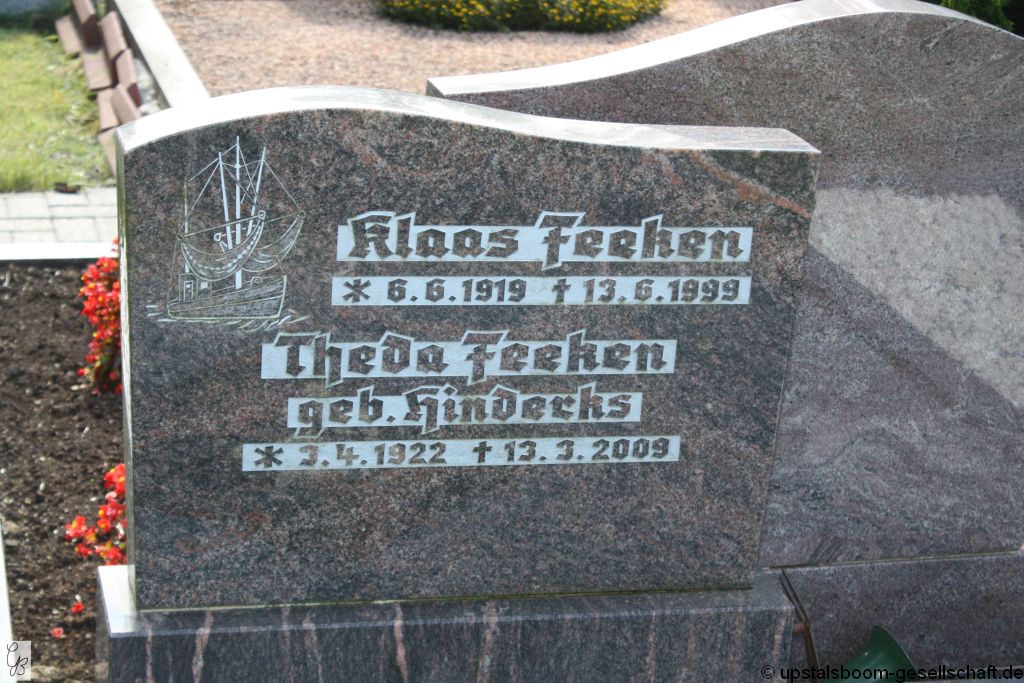 Klaas Feeken
* 6.6.1919 † 13.6.1999
Theda Feeken
geb. Hinderks
* 3.4.1922 † 13.3.2009
GB
© upstalsboom-gesellschaft.de